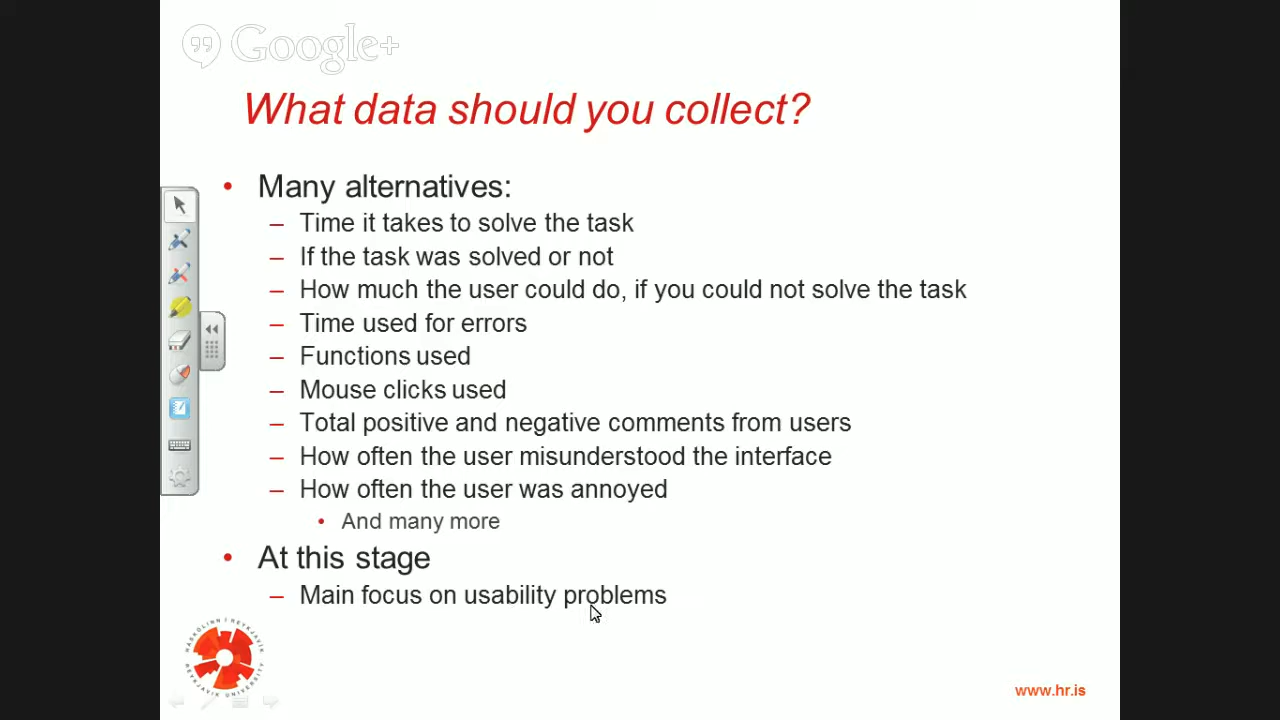 Google+
What data should you collect?
• Many alternatives:
– Time it takes to solve the task
– If the task was solved or not
– How much the user could do, if you could not solve the task
– Time used for errors
– Functions used
– Mouse clicks used
– Total positive and negative comments from users
– How often the user misunderstood the interface
– How often the user was annoyed
• And many more
• At this stage
– Main focus on usability problems
HÁSKÓLINN Í REYKJAVÍK
REYKJAVIK UNIVERSITY
www.hr.is